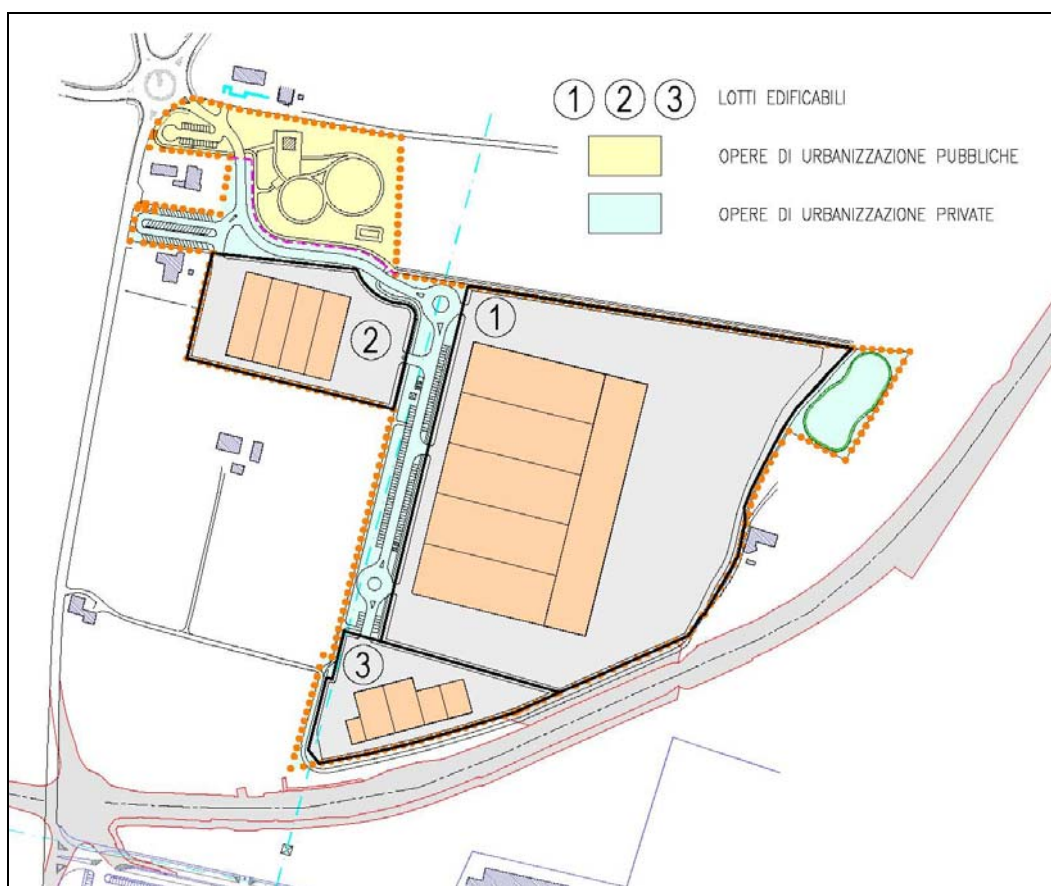 1 2 3 LOTTI EDIFICABILI
OPERE DI URBANIZZAZIONE PUBBLICHE
OPERE DI URBANIZZAZIONE PRIVATE
1
2
3